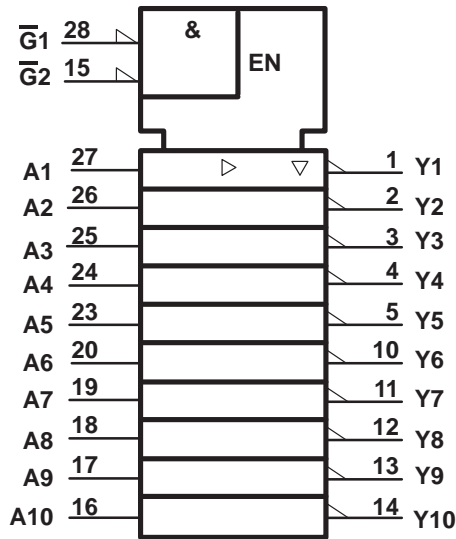 G̅1 28 &
G̅2 15 EN
A1 27 1 Y1
A2 26 2 Y2
A3 25 3 Y3
A4 24 4 Y4
A5 23 5 Y5
A6 20 10 Y6
A7 19 11 Y7
A8 18 12 Y8
A9 17 13 Y9
A10 16 14 Y10